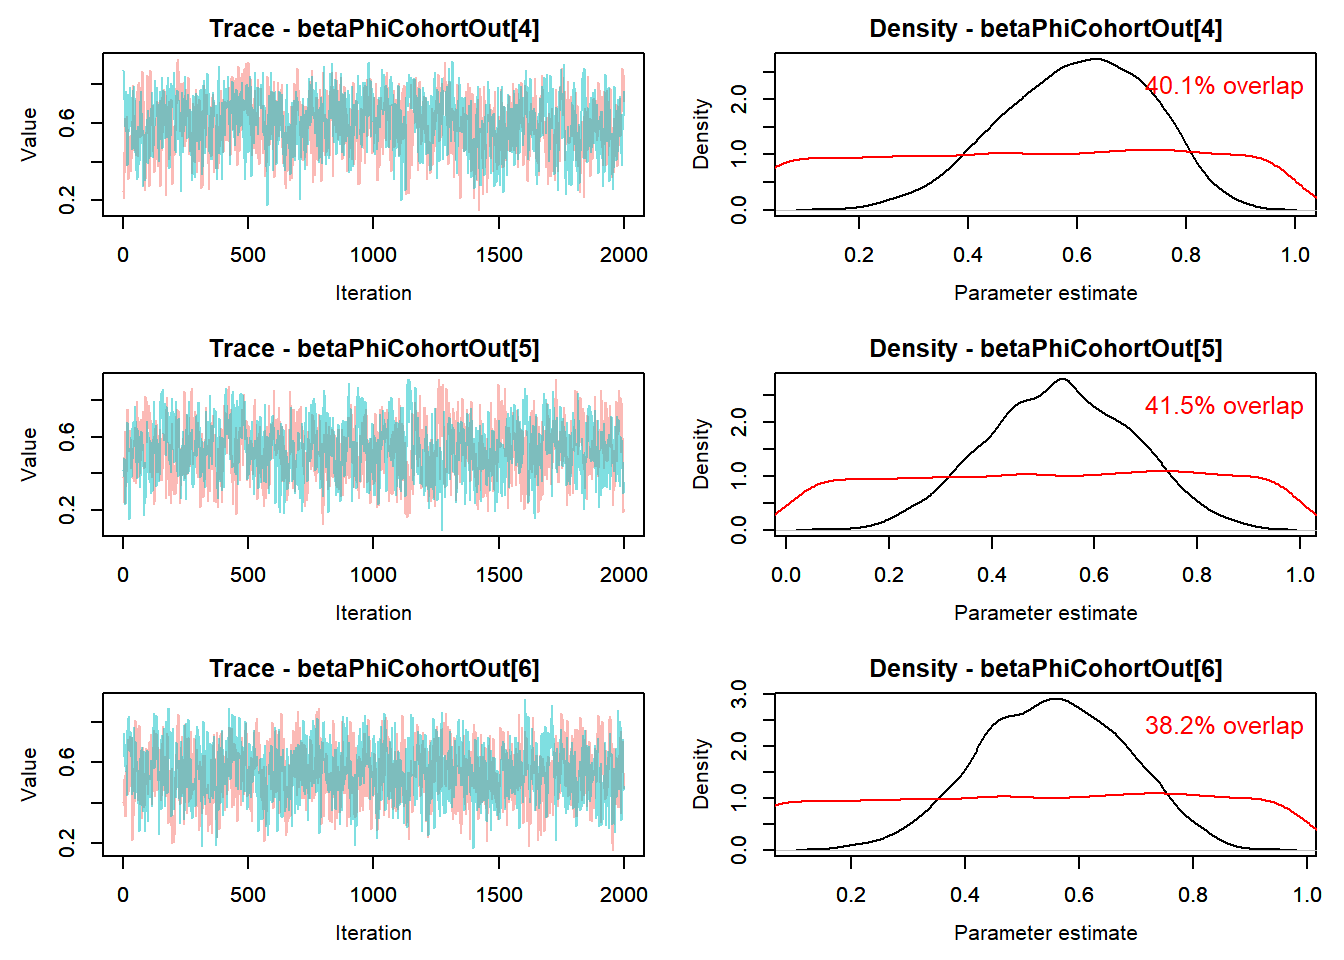 Trace - betaPhiCohortOut[4]
Value
0.2 0.6
0 500 1000 1500 2000
Iteration
Density - betaPhiCohortOut[4]
40.1% overlap
Density
0.0 1.0 2.0
0.2 0.4 0.6 0.8 1.0
Parameter estimate
Trace - betaPhiCohortOut[5]
Value
0.2 0.6
0 500 1000 1500 2000
Iteration
Density - betaPhiCohortOut[5]
41.5% overlap
Density
0.0 1.0 2.0
0.0 0.2 0.4 0.6 0.8 1.0
Parameter estimate
Trace - betaPhiCohortOut[6]
Value
0.2 0.6
0 500 1000 1500 2000
Iteration
Density - betaPhiCohortOut[6]
38.2% overlap
Density
0.0 1.0 2.0 3.0
0.2 0.4 0.6 0.8 1.0
Parameter estimate